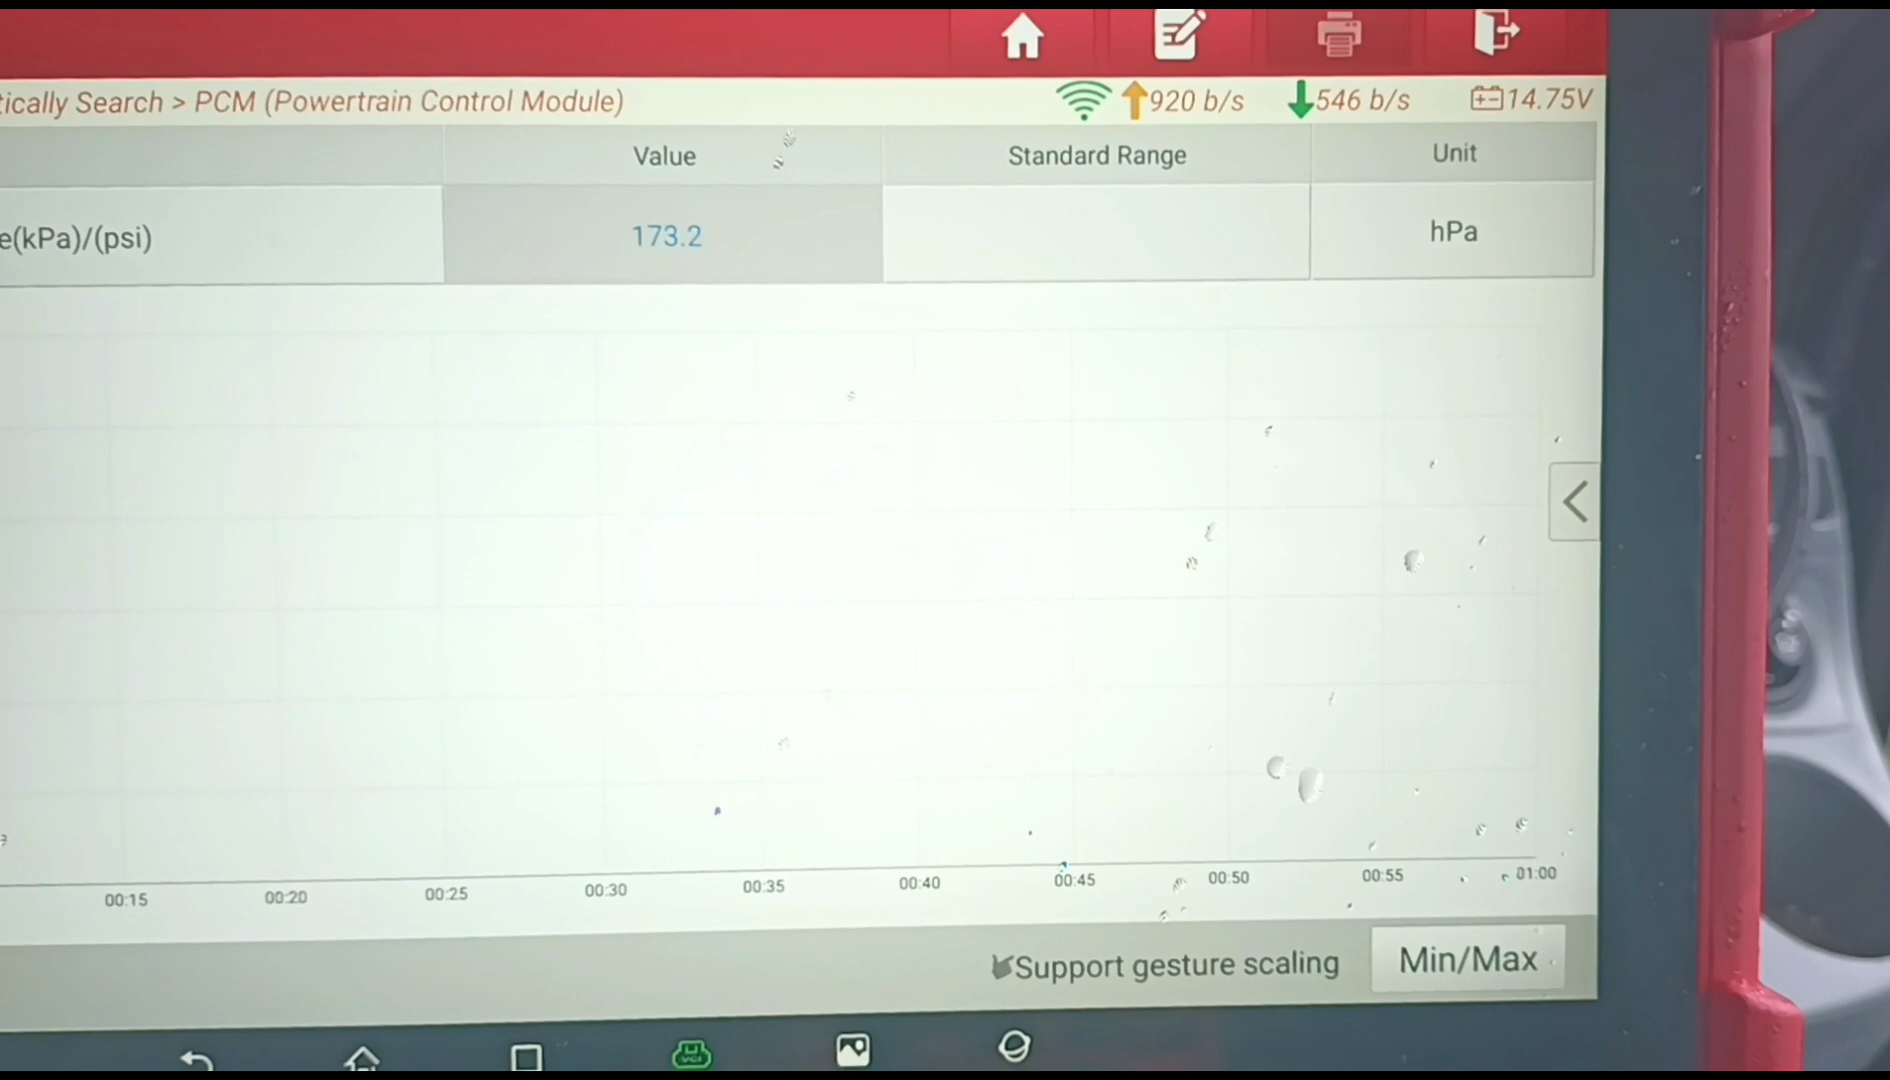 tically Search > PCM (Powertrain Control Module) 920 b/s 546 b/s 14.75V
Value Standard Range Unit
e(kPa)/(psi) 173.2 hPa
00:15 00:20 00:25 00:30 00:35 00:40 00:45 00:50 00:55 01:00
Support gesture scaling Min/Max